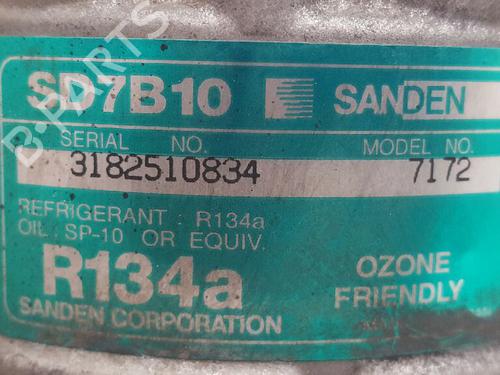 SD7B10 SANDEN
SERIAL NO. MODEL NO.
3182510834 7172
REFRIGERANT : R134a
OIL : SP-10 OR EQUIV.
R134a OZONE
FRIENDLY
SANDEN CORPORATION
B-PARTS